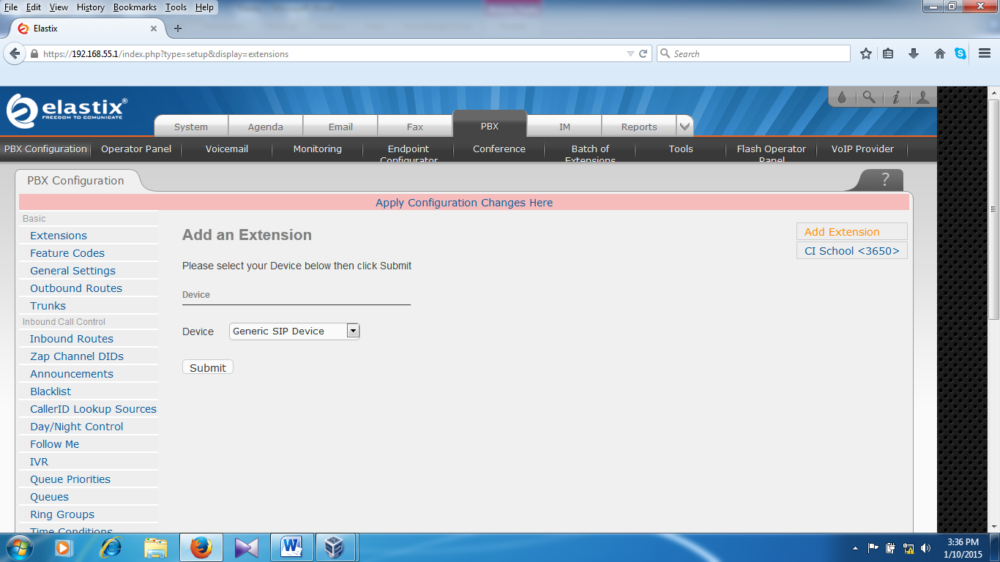 File Edit View History Bookmarks Tools Help
Elastix
https://192.168.55.1/index.php?type=setup&display=extensions
Search
elastix®
FREEDOM TO COMUNICATE
System Agenda Email Fax PBX IM Reports
PBX Configuration Operator Panel Voicemail Monitoring Endpoint Configurator Conference Batch of Extensions Tools Flash Operator Panel VoIP Provider
PBX Configuration
?
Apply Configuration Changes Here
Basic
Extensions
Feature Codes
General Settings
Outbound Routes
Trunks
Inbound Call Control
Inbound Routes
Zap Channel DIDs
Announcements
Blacklist
CallerID Lookup Sources
Day/Night Control
Follow Me
IVR
Queue Priorities
Queues
Ring Groups
Time Conditions
Add an Extension
Please select your Device below then click Submit
Device
Device Generic SIP Device
Submit
Add Extension
CI School <3650>
3:36 PM
1/10/2015